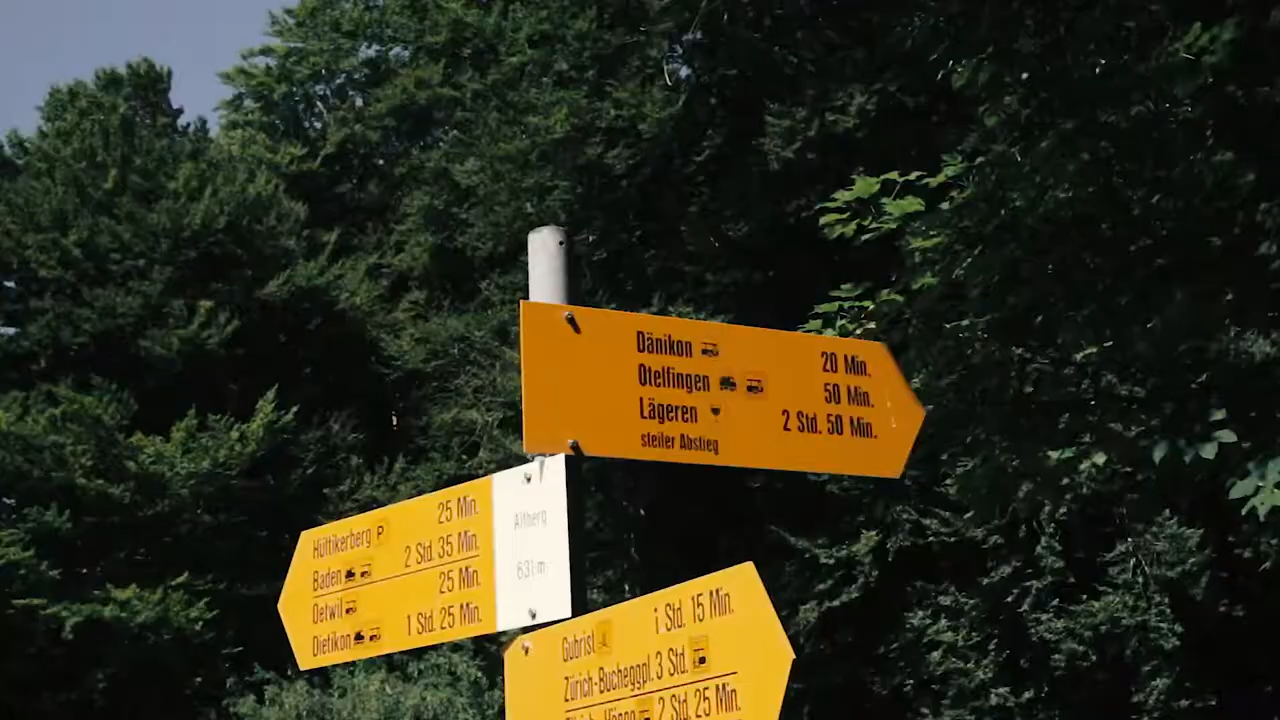 Dänikon 20 Min.
Otelfingen 50 Min.
Lägeren 2 Std. 50 Min.
steiler Abstieg
Hüttikerberg P 25 Min.
Baden 2 Std. 35 Min.
Oetwil 25 Min.
Dietikon 1 Std. 25 Min.
Altberg
631 m
Gubrist 1 Std. 15 Min.
Zürich-Bucheggpl. 3 Std.
2 Std. 25 Min.